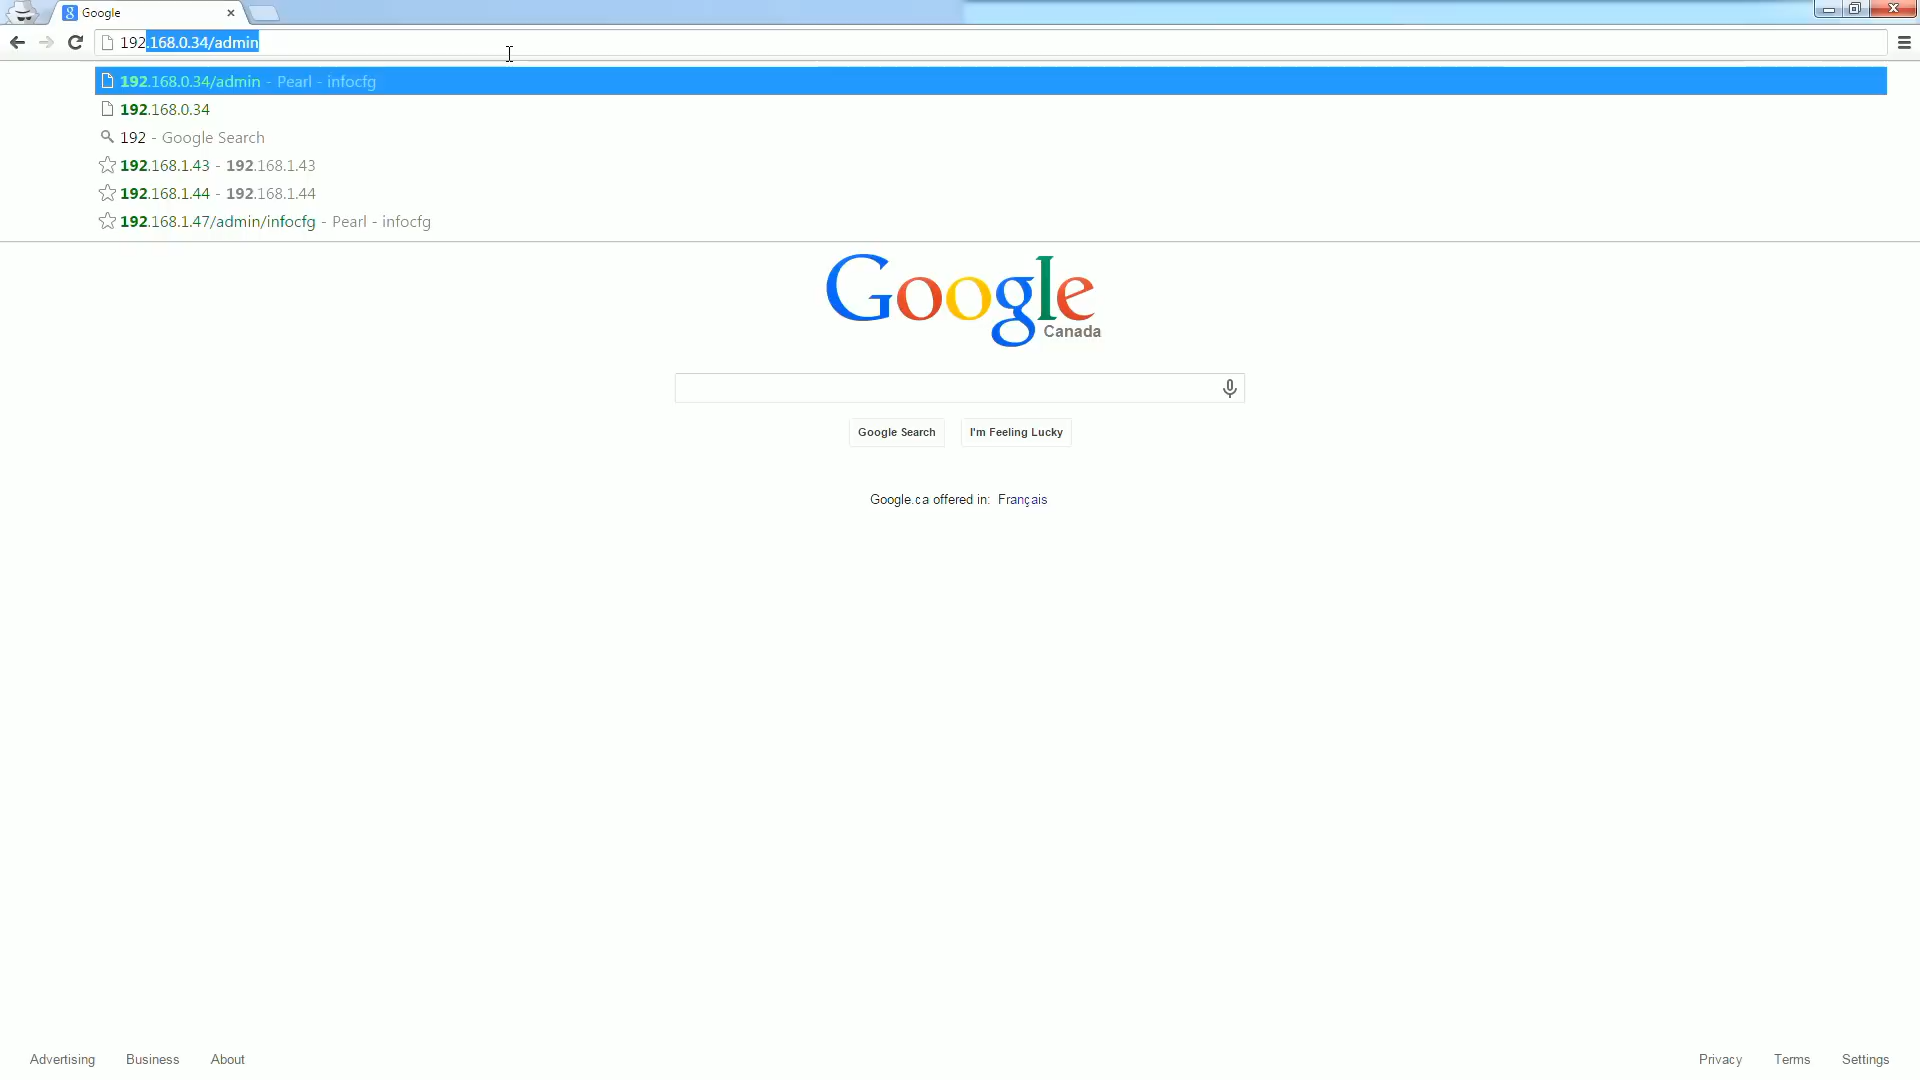 Google
192.168.0.34/admin
192.168.0.34/admin - Pearl - infocfg
192.168.0.34
192 - Google Search
192.168.1.43 - 192.168.1.43
192.168.1.44 - 192.168.1.44
192.168.1.47/admin/infocfg - Pearl - infocfg
Google
Canada
Google Search I'm Feeling Lucky
Google.ca offered in: Français
Advertising Business About Privacy Terms Settings